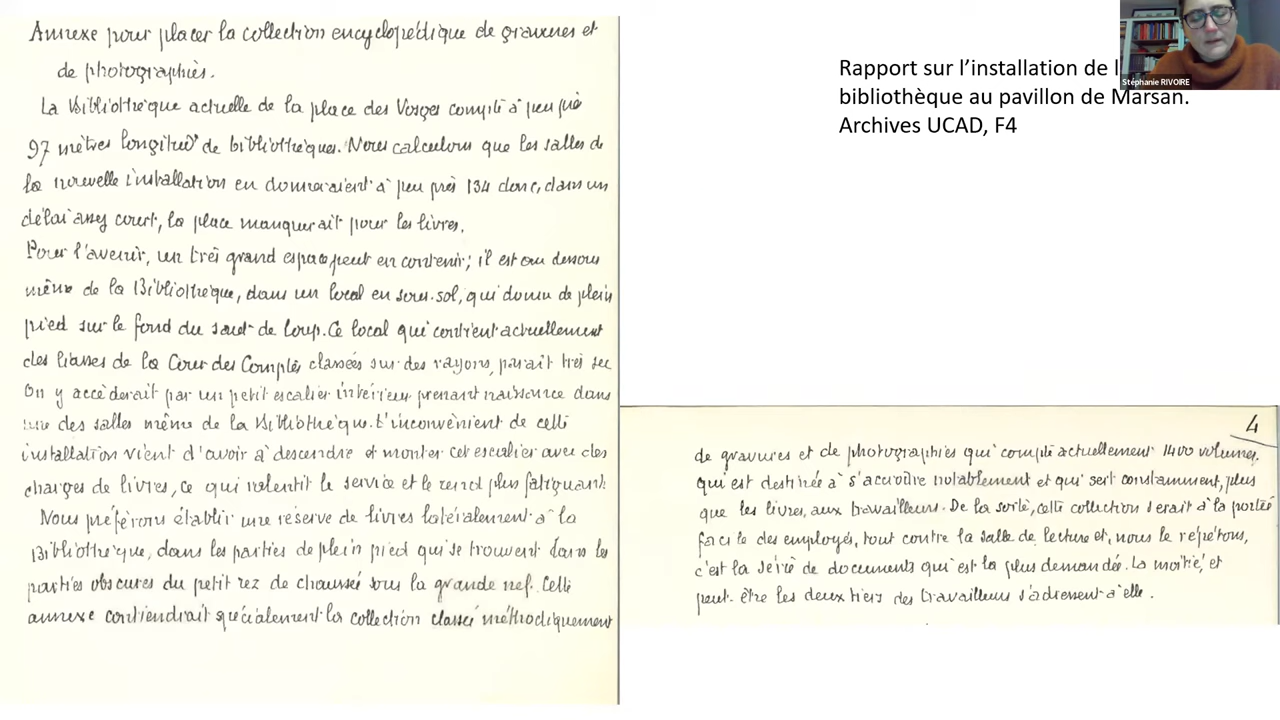 Annexe pour placer la collection encyclopédique de gravures et
de photographies.
La Bibliothèque actuelle de la place des Vosges compte à peu près
97 mètres longitud de bibliothèques. Nous calculons que les salles de
la nouvelle installation en donneraient à peu près 134 donc, dans un
délai assez court, la place manquerait pour les livres.
Pour l'avenir, un très grand espace peut en contenir; il est au dessous
même de la Bibliothèque, dans un local en sous-sol, qui donne de plein
pied sur le fond du saut de loup. Ce local qui contient actuellement
des liasses de la Cour des Comptes classées sur des rayons, parait très sec
On y accèderait par un petit escalier intérieur prenant naissance dans
une des salles même de la Bibliothèque. L'inconvénient de cette
installation vient d'avoir à descendre et monter cet escalier avec des
charges de livres, ce qui ralentit le service et le rend plus fatiguant.
Nous préférons établir une réserve de livres latéralement à la
Bibliothèque, dans les parties de plein pied qui se trouvent dans les
parties obscures du petit rez de chaussée sous la grande nef. Cette
annexe contiendrait spécialement la collection classée méthodiquement
Rapport sur l'installation de
bibliothèque au pavillon de Marsan.
Archives UCAD, F4
Stéphanie RIVOIRE
4
de gravures et de photographies qui compte actuellement 1400 volumes,
qui est destinée à s'accroître notablement et qui sert constamment, plus
que les livres, aux travailleurs. De la sorte, cette collection serait à la portée
facile des employés, tout contre la salle de lecture et, nous le répétons,
c'est la série de documents qui est la plus demandée. La moitié, et
peut-être les deux tiers des travailleurs s'adressent à elle.